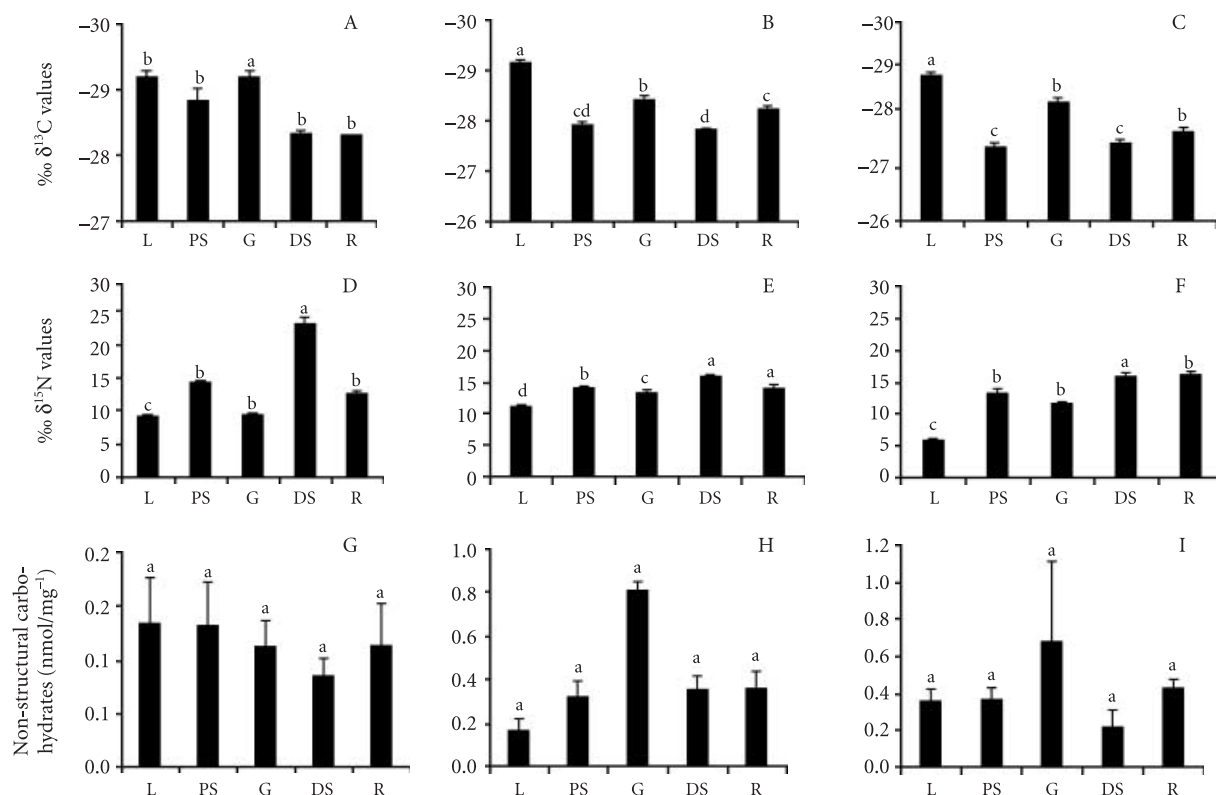 ‰ δ¹³C values
A
–30
–29
–28
–27
b
b
a
b
b
L PS G DS R
B
–30
–29
–28
–27
–26
a
cd
b
d
c
L PS G DS R
C
–30
–29
–28
–27
–26
a
c
b
c
b
L PS G DS R
‰ δ¹⁵N values
D
30
25
20
15
10
5
0
c
b
b
a
b
L PS G DS R
E
30
25
20
15
10
5
0
d
b
c
a
a
L PS G DS R
F
30
25
20
15
10
5
0
c
b
b
a
b
L PS G DS R
Non-structural carbo-
hydrates (nmol/mg⁻¹)
G
0.2
0.2
0.1
0.1
0.0
a
a
a
a
a
L PS G DS R
H
1.0
0.8
0.6
0.4
0.2
0.0
a
a
a
a
a
L PS G DS R
I
1.2
1.0
0.8
0.6
0.4
0.2
0.0
a
a
a
a
a
L PS G DS R